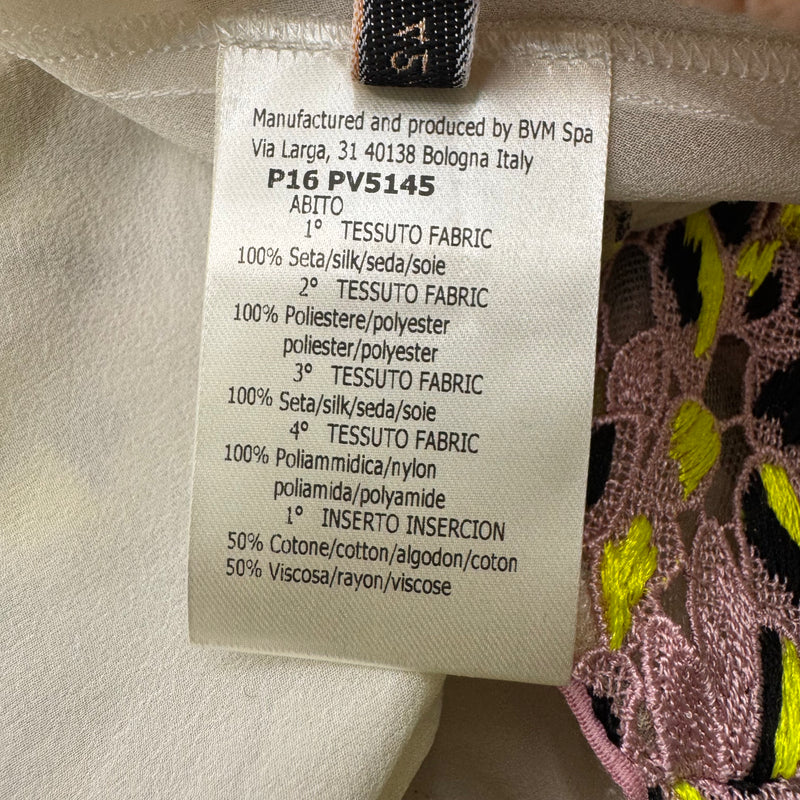 Manufactured and produced by BVM Spa
Via Larga, 31 40138 Bologna Italy
P16 PV5145
ABITO
1° TESSUTO FABRIC
100% Seta/silk/seda/soie
2° TESSUTO FABRIC
100% Poliestere/polyester
poliester/polyester
3° TESSUTO FABRIC
100% Seta/silk/seda/soie
4° TESSUTO FABRIC
100% Poliammidica/nylon
poliamida/polyamide
1° INSERTO INSERCION
50% Cotone/cotton/algodon/coton
50% Viscosa/rayon/viscose